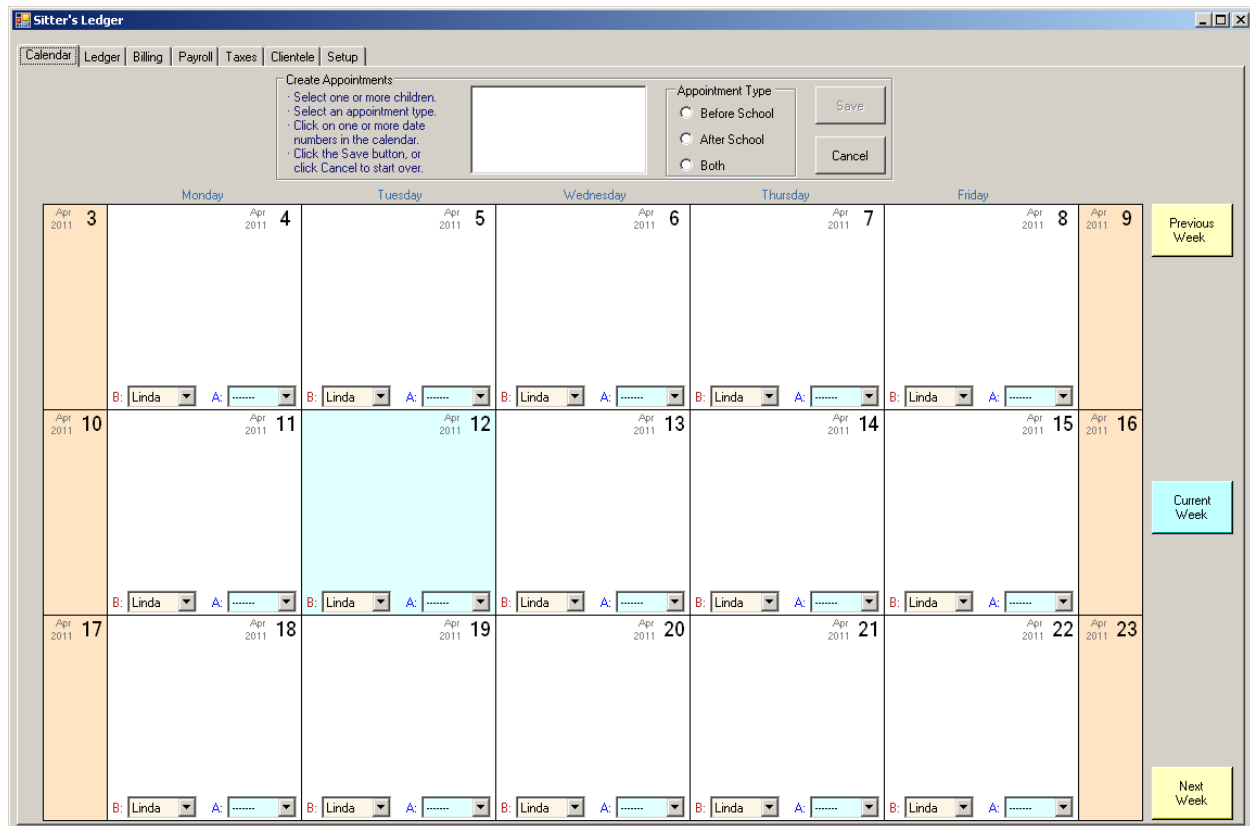 Sitter's Ledger
Calendar Ledger Billing Payroll Taxes Clientele Setup
Create Appointments
· Select one or more children.
· Select an appointment type.
· Click on one or more date
numbers in the calendar.
· Click the Save button, or
click Cancel to start over.
Appointment Type
Before School
After School
Both
Save
Cancel
Monday Tuesday Wednesday Thursday Friday
Apr 2011 3 Apr 2011 4 Apr 2011 5 Apr 2011 6 Apr 2011 7 Apr 2011 8 Apr 2011 9
B: Linda A: ------- B: Linda A: ------- B: Linda A: ------- B: Linda A: ------- B: Linda A: -------
Previous
Week
Apr 2011 10 Apr 2011 11 Apr 2011 12 Apr 2011 13 Apr 2011 14 Apr 2011 15 Apr 2011 16
B: Linda A: ------- B: Linda A: ------- B: Linda A: ------- B: Linda A: ------- B: Linda A: -------
Current
Week
Apr 2011 17 Apr 2011 18 Apr 2011 19 Apr 2011 20 Apr 2011 21 Apr 2011 22 Apr 2011 23
B: Linda A: ------- B: Linda A: ------- B: Linda A: ------- B: Linda A: ------- B: Linda A: -------
Next
Week